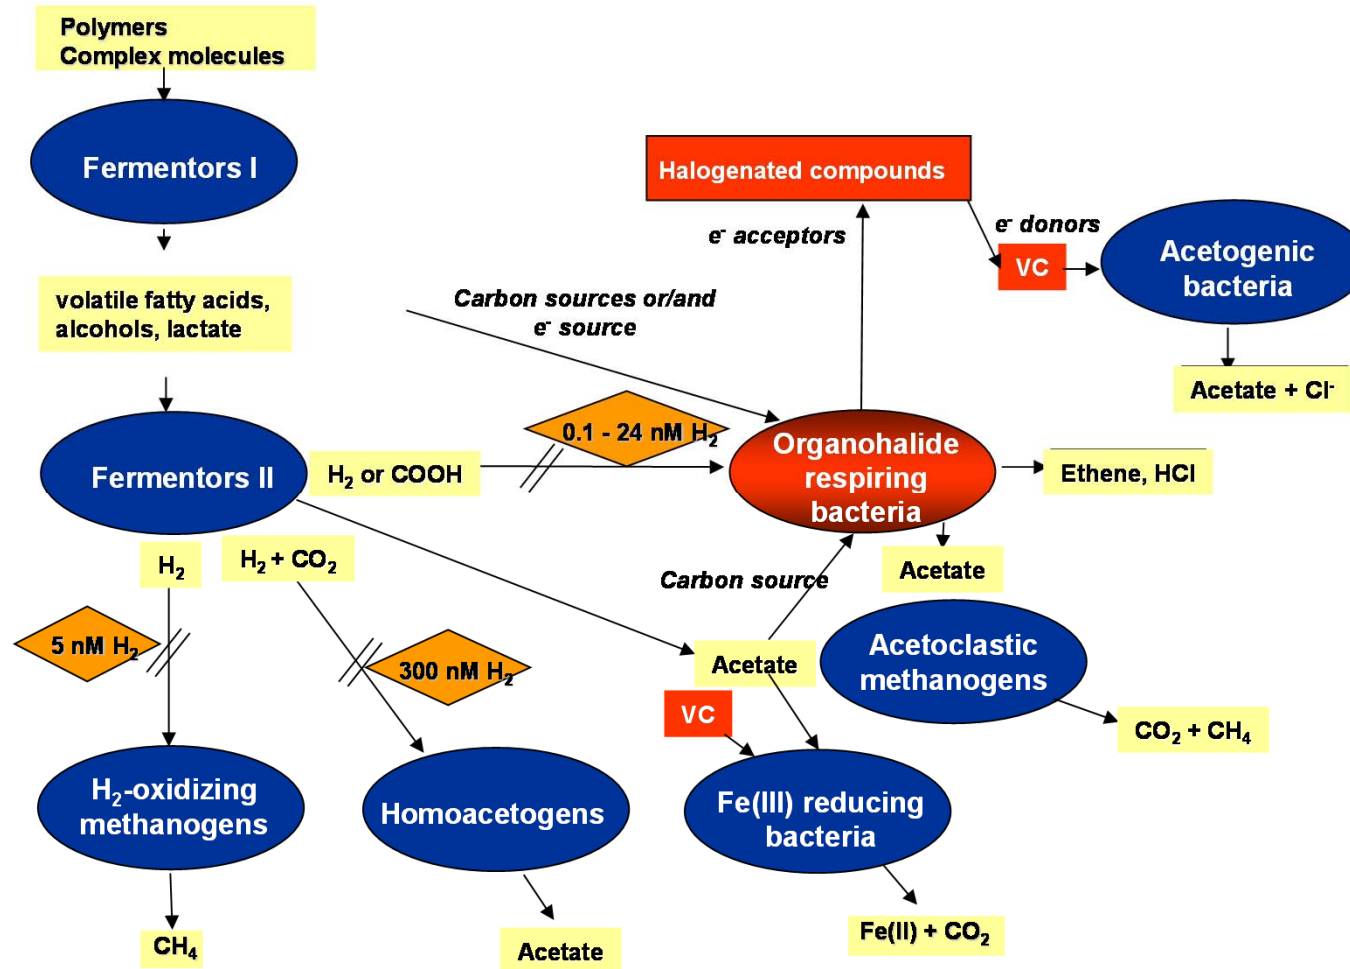 Polymers
Complex molecules
Fermentors I
Halogenated compounds
e⁻ acceptors
e⁻ donors
VC
Acetogenic
bacteria
Acetate + Cl⁻
volatile fatty acids,
alcohols, lactate
Carbon sources or/and
e⁻ source
0.1 - 24 nM H₂
Fermentors II
H₂ or COOH
Organohalide
respiring
bacteria
Ethene, HCl
H₂
H₂ + CO₂
Carbon source
Acetate
5 nM H₂
300 nM H₂
Acetate
Acetoclastic
methanogens
VC
CO₂ + CH₄
H₂-oxidizing
methanogens
Homoacetogens
Fe(III) reducing
bacteria
CH₄
Acetate
Fe(II) + CO₂